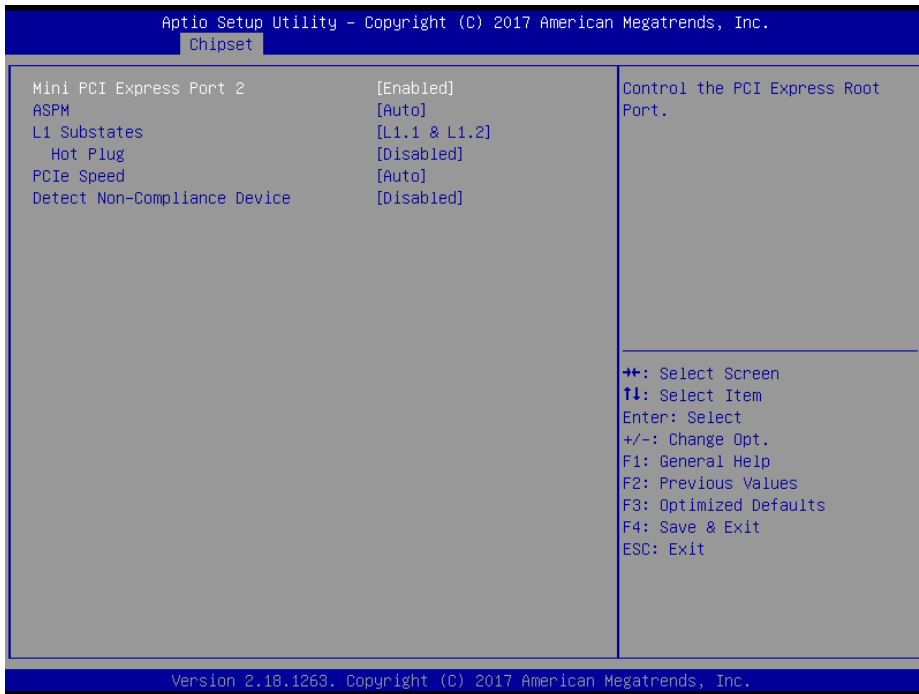 Aptio Setup Utility – Copyright (C) 2017 American Megatrends, Inc.
Chipset
Mini PCI Express Port 2 [Enabled]
ASPM [Auto]
L1 Substates [L1.1 & L1.2]
Hot Plug [Disabled]
PCIe Speed [Auto]
Detect Non-Compliance Device [Disabled]
Control the PCI Express Root
Port.
→←: Select Screen
↑↓: Select Item
Enter: Select
+/-: Change Opt.
F1: General Help
F2: Previous Values
F3: Optimized Defaults
F4: Save & Exit
ESC: Exit
Version 2.18.1263. Copyright (C) 2017 American Megatrends, Inc.